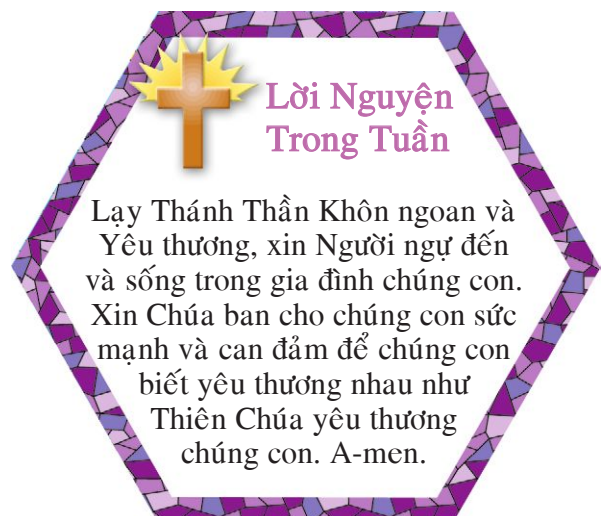 Lời Nguyện
Trong Tuần
Lạy Thánh Thần Khôn ngoan và
Yêu thương, xin Người ngự đến
và sống trong gia đình chúng con.
Xin Chúa ban cho chúng con sức
mạnh và can đảm để chúng con
biết yêu thương nhau như
Thiên Chúa yêu thương
chúng con. A-men.